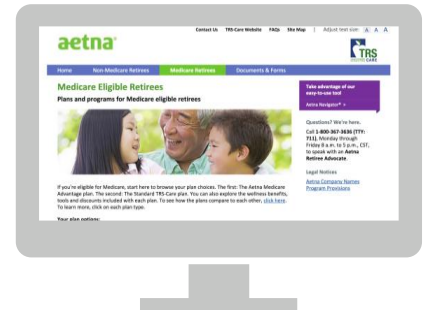 Contact Us TRS-Care Website FAQs Site Map | Adjust text size: A A A
aetna
TRS
Home Non-Medicare Retirees Medicare Retirees Documents & Forms
Medicare Eligible Retirees
Plans and programs for Medicare eligible retirees
Take advantage of our
easy-to-use tool
Aetna Navigator® >
Questions? We're here.
Call 1-800-367-3636 (TTY:
711), Monday through
Friday 8 a.m. to 5 p.m., CST,
to speak with an Aetna
Retiree Advocate.
Legal Notices
Aetna Company Names
Program Provisions
If you're eligible for Medicare, start here to browse your plan choices. The first: The Aetna Medicare
Advantage plan. The second: The Standard TRS-Care plan. You can also explore the wellness benefits,
tools and discounts included with each plan. To see how the plans compare to each other, click here.
To learn more, click on each plan type.
Your plan options: